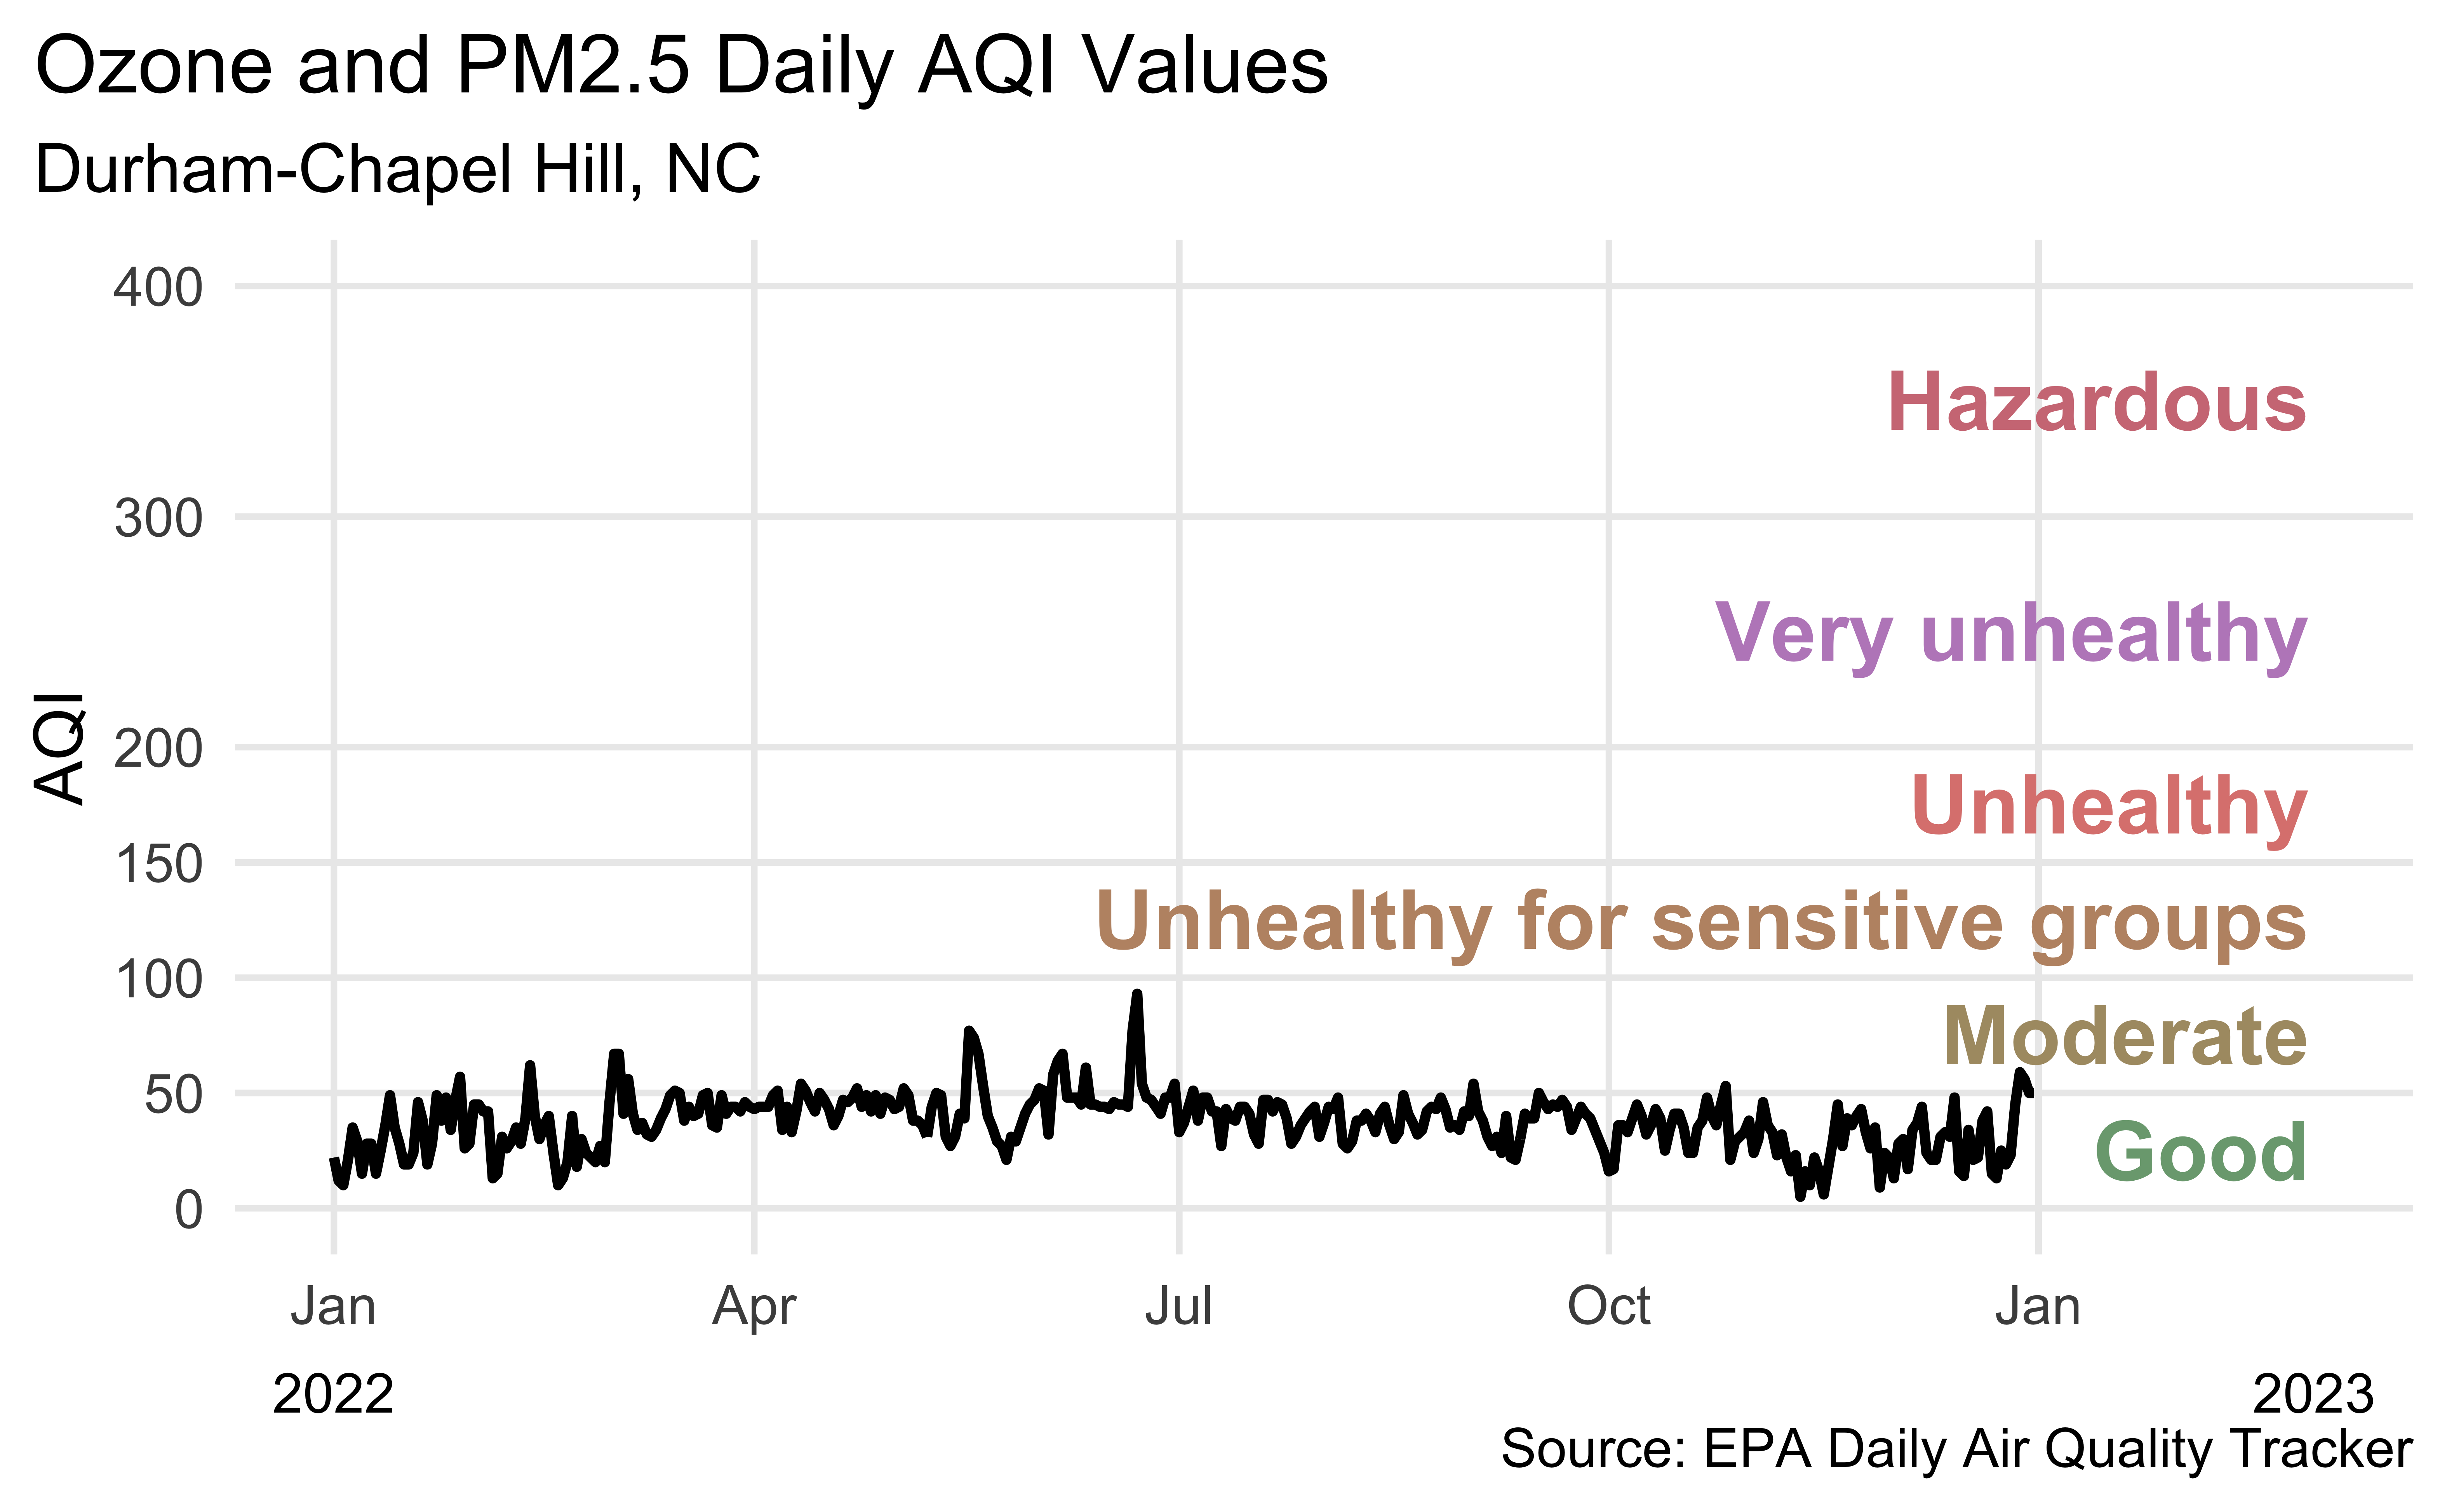 Ozone and PM2.5 Daily AQI Values
Durham-Chapel Hill, NC
400
Hazardous
300
Very unhealthy
AQI
200
Unhealthy
150
Unhealthy for sensitive groups
100
Moderate
50
Good
0
Jan Apr Jul Oct Jan
2022 2023
Source: EPA Daily Air Quality Tracker